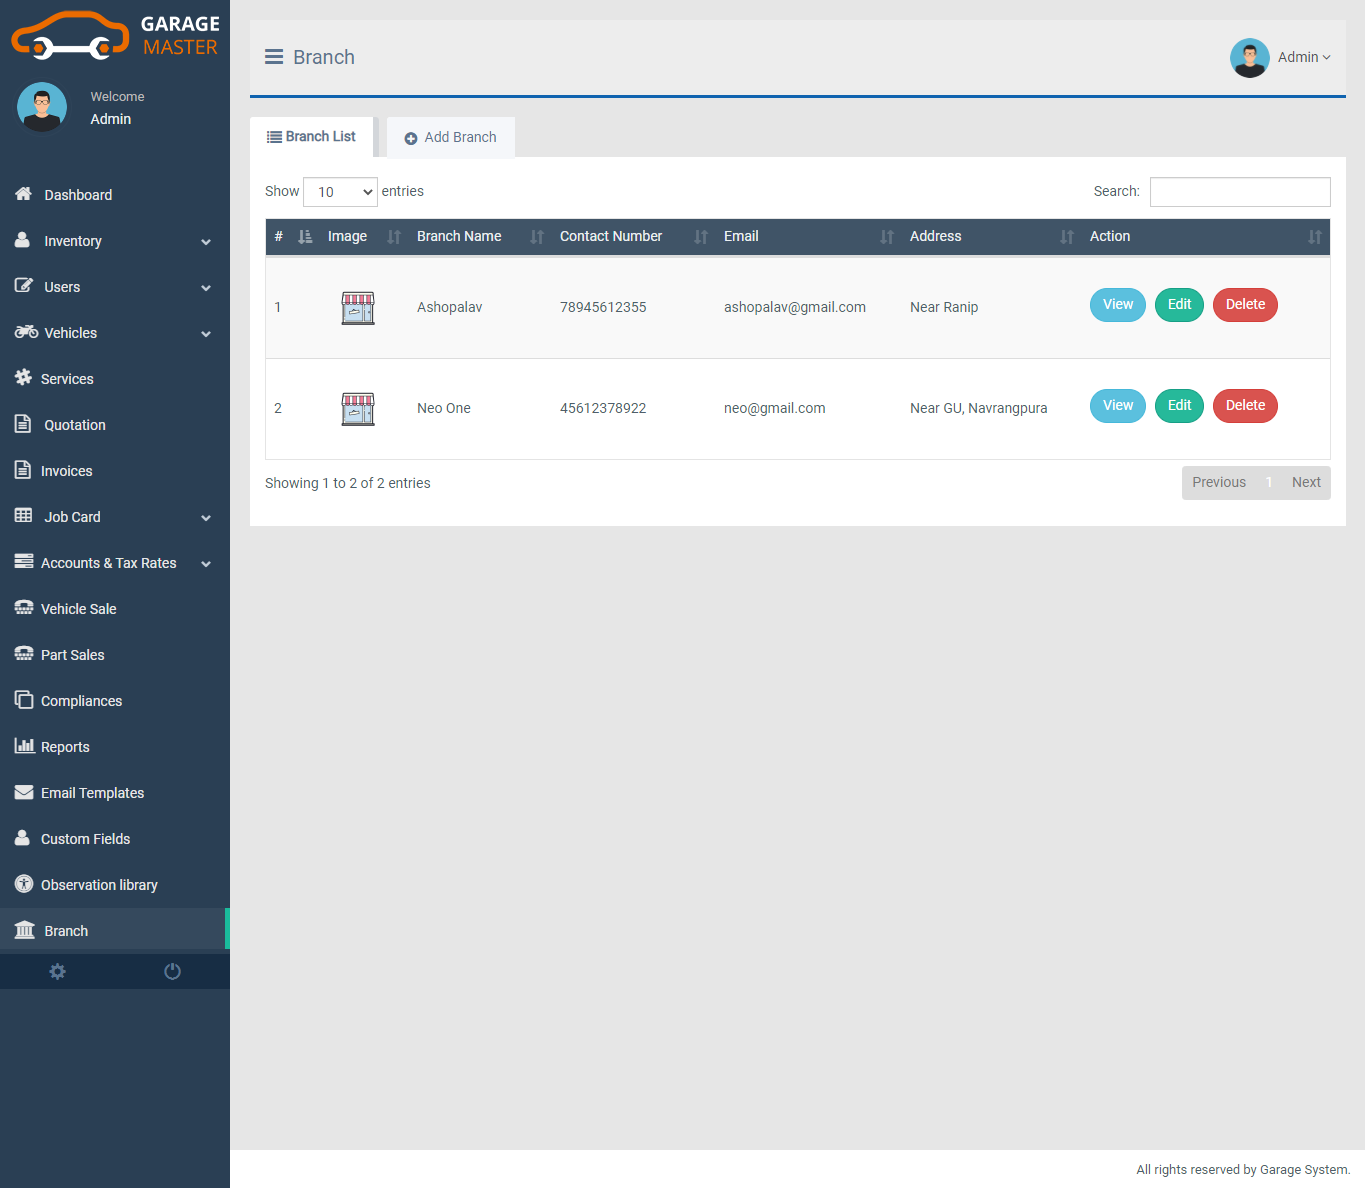 GARAGE
MASTER
Welcome
Admin
Dashboard
Inventory
Users
Vehicles
Services
Quotation
Invoices
Job Card
Accounts & Tax Rates
Vehicle Sale
Part Sales
Compliances
Reports
Email Templates
Custom Fields
Observation library
Branch
Branch
Admin
Branch List
Add Branch
Show 10 entries
Search:
# Image Branch Name Contact Number Email Address Action
1 Ashopalav 78945612355 ashopalav@gmail.com Near Ranip View Edit Delete
2 Neo One 45612378922 neo@gmail.com Near GU, Navrangpura View Edit Delete
Showing 1 to 2 of 2 entries
Previous 1 Next
All rights reserved by Garage System.